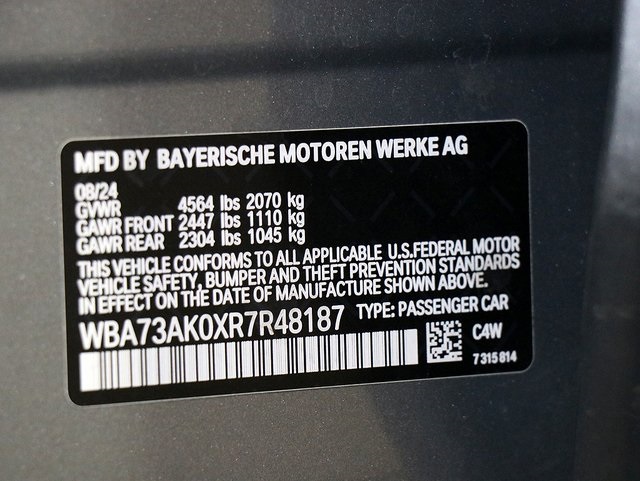 MFD BY BAYERISCHE MOTOREN WERKE AG
08/24
GVWR 4564 lbs 2070 kg
GAWR FRONT 2447 lbs 1110 kg
GAWR REAR 2304 lbs 1045 kg
THIS VEHICLE CONFORMS TO ALL APPLICABLE U.S.FEDERAL MOTOR
VEHICLE SAFETY, BUMPER AND THEFT PREVENTION STANDARDS
IN EFFECT ON THE DATE OF MANUFACTURE SHOWN ABOVE.
WBA73AK0XR7R48187 TYPE: PASSENGER CAR
C4W
7315814